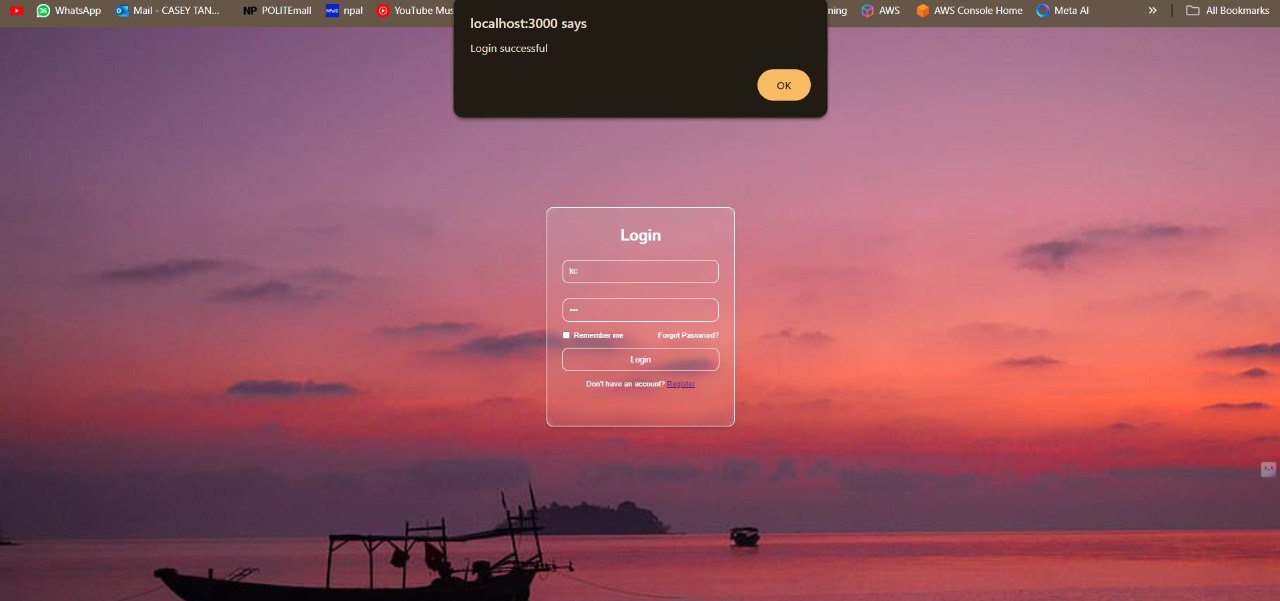 WhatsApp Mail - CASEY TAN... NP POLITEmall npal YouTube Mus ning AWS AWS Console Home Meta AI » All Bookmarks
localhost:3000 says
Login successful
OK
Login
kc
Remember me Forgot Password?
Login
Don't have an account? Register